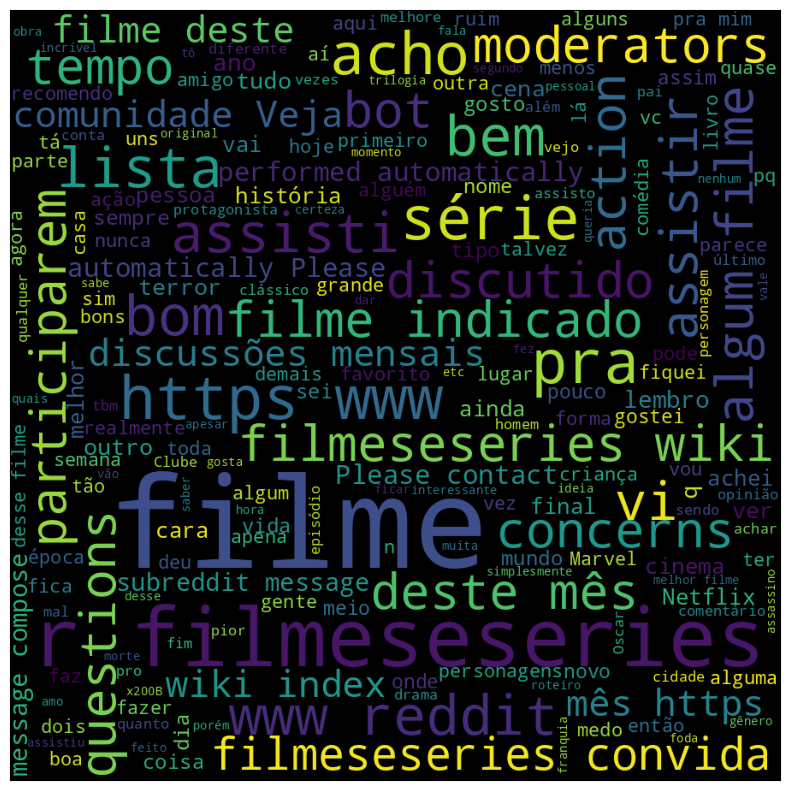 obra
filme deste
incrível
diferente
tô
aqui
melhore
fala
ruim
pra mim
alguns
acho
moderators
tempo
ano
aí
trilogia
segundo
menos
pessoal
pai
assim
quase
recomendo
amigo
tudo
vezes
outra
cena
gosto
além
lá
vc
livro
comunidade Veja
bot
bem
action
assistir
algum filme
conta
tá
uns
original
vai
hoje
primeiro
momento
vejo
nenhum
pq
parte
lista
performed automatically
comédia
ação
pessoa
história
alguém
nome
assisto
queria
sempre
protagonista
certeza
série
casa
nunca
assisti
tipo
talvez
parece
último
vale
participarem
qualquer
agora
automatically Please
discutido
personagem
sabe
sim
terror
clássico
grande
dar
bons
bom
filme indicado
pra
pode
fiquei
discussões mensais
fez
demais
favorito
etc
lugar
quais
melhor
tbm
https
www
sei
ainda
pouco
lembro
realmente
apesar
homem
forma
gostei
outro
toda
filmeseseries wiki
semana
Clube
gosta
Please contact
criança
vou
achei
opinião
vão
ficar
interessante
ideia
tão
saber
algum
episódio
vez
q
sendo
ver
filme
hora
final
vi
achar
desse filme
cara
vida
muita
n
concerns
época
deu
apena
mundo
Marvel
cinema
ter
simplesmente
fica
subreddit message
deste mês
melhor filme
Netflix
assassino
desse
gente
meio
comentário
mal
questions
r filmeseseries
message compose
pior
Oscar
morte
fim
onde
personagens
novo
faz
pro
wiki index
cidade
alguma
x200B
drama
roteiro
amo
fazer
www reddit
mês https
dois
quanto
porém
dia
franquia
medo
então
gênero
assistiu
feito
foda
boa
coisa
filmeseseries convida